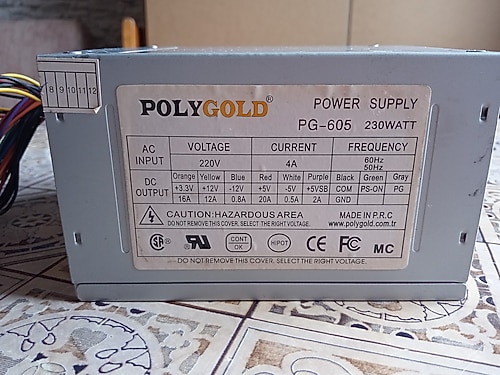 8 9 10 11 12
POLYGOLD® POWER SUPPLY
PG-605 230WATT
AC INPUT VOLTAGE CURRENT FREQUENCY
220V 4A 60Hz 50Hz
DC OUTPUT Orange Yellow Blue Red White Purple Black Green Gray
+3.3V +12V -12V +5V -5V +5VSB COM PS-ON PG
16A 12A 0.8A 20A 0.5A 2A GND
CAUTION:HAZARDOUS AREA MADE IN P.R.C
DO NOT REMOVE THIS COVER. SELECT THE RIGHT VOLTAGE. www.polygold.com.tr
CONT OK HIPOT CE FC MC
DO NOT REMOVE THIS COVER. SELECT THE RIGHT VOLTAGE.